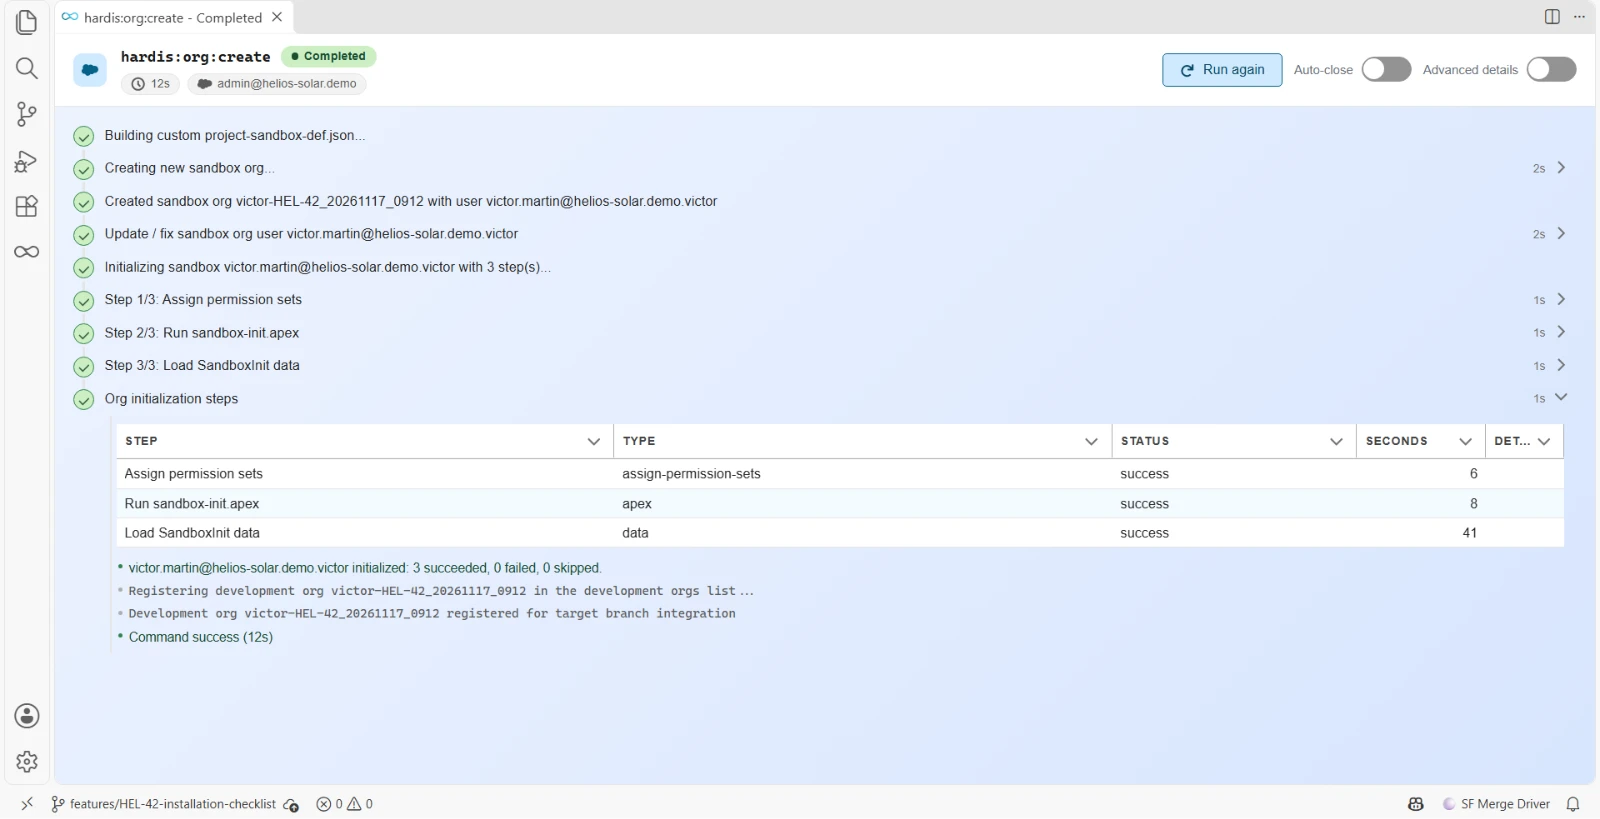 hardis:org:create - Completed
hardis:org:create
Completed
12s
admin@helios-solar.demo
Run again
Auto-close
Advanced details
Building custom project-sandbox-def.json...
Creating new sandbox org...
2s
Created sandbox org victor-HEL-42_20261117_0912 with user victor.martin@helios-solar.demo.victor
Update / fix sandbox org user victor.martin@helios-solar.demo.victor
2s
Initializing sandbox victor.martin@helios-solar.demo.victor with 3 step(s)...
Step 1/3: Assign permission sets
1s
Step 2/3: Run sandbox-init.apex
1s
Step 3/3: Load SandboxInit data
1s
Org initialization steps
1s
STEP TYPE STATUS SECONDS DET...
Assign permission sets assign-permission-sets success 6
Run sandbox-init.apex apex success 8
Load SandboxInit data data success 41
victor.martin@helios-solar.demo.victor initialized: 3 succeeded, 0 failed, 0 skipped.
Registering development org victor-HEL-42_20261117_0912 in the development orgs list...
Development org victor-HEL-42_20261117_0912 registered for target branch integration
Command success (12s)
features/HEL-42-installation-checklist
0 0
SF Merge Driver